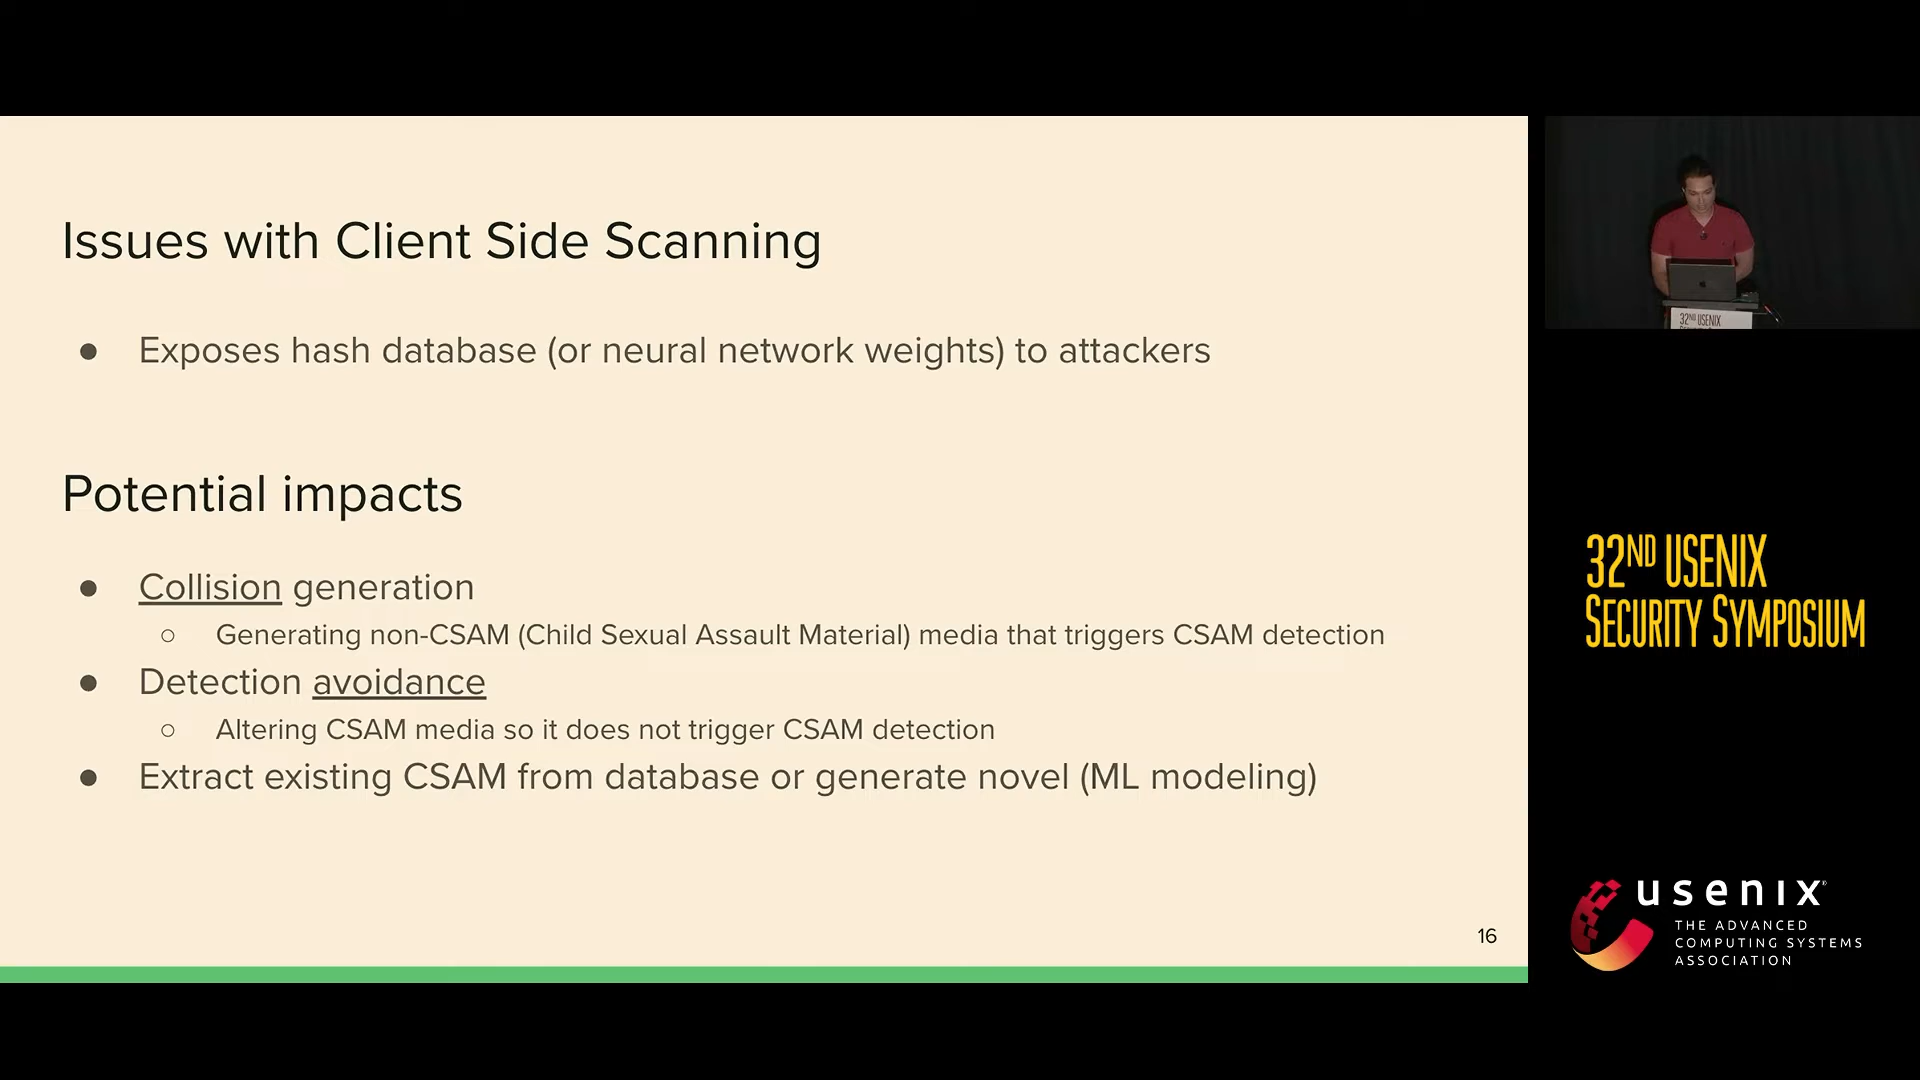 Issues with Client Side Scanning
● Exposes hash database (or neural network weights) to attackers
Potential impacts
● Collision generation
○ Generating non-CSAM (Child Sexual Assault Material) media that triggers CSAM detection
● Detection avoidance
○ Altering CSAM media so it does not trigger CSAM detection
● Extract existing CSAM from database or generate novel (ML modeling)
16
32ND USENIX
32ND USENIX
SECURITY SYMPOSIUM
usenix®
THE ADVANCED
COMPUTING SYSTEMS
ASSOCIATION